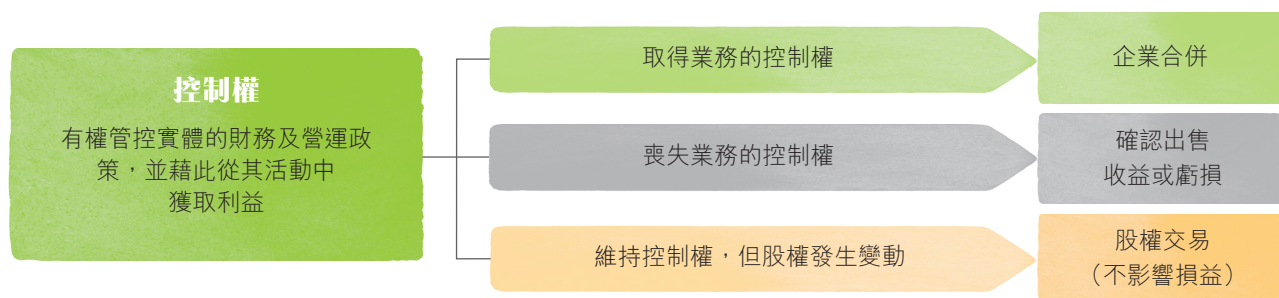 控制權
有權管控實體的財務及營運政
策，並藉此從其活動中
獲取利益
取得業務的控制權
企業合併
喪失業務的控制權
確認出售
收益或虧損
維持控制權，但股權發生變動
股權交易
（不影響損益）